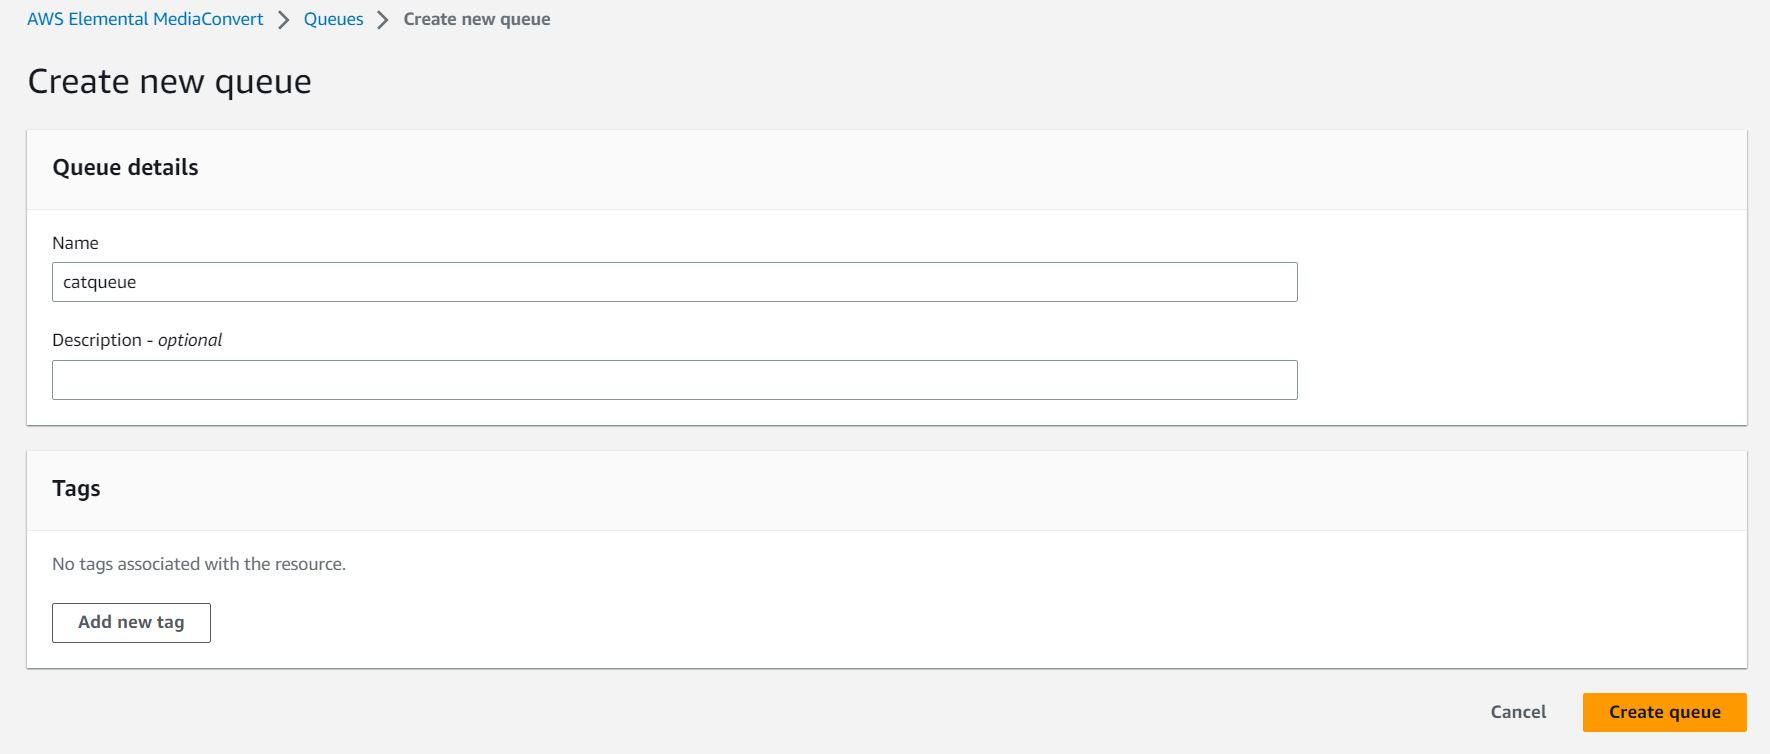 AWS Elemental MediaConvert > Queues > Create new queue
Create new queue
Queue details
Name
catqueue
Description - optional
Tags
No tags associated with the resource.
Add new tag
Cancel Create queue